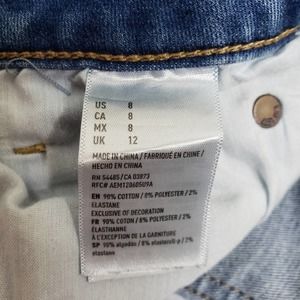 US 8
CA 8
MX 8
UK 12
MADE IN CHINA / FABRIQUÉ EN CHINE /
HECHO EN CHINA
RN 54485/CA 03873
RFC# AEM120605U9A
EN 90% COTTON / 8% POLYESTER / 2%
ELASTANE
EXCLUSIVE OF DECORATION
FR 90% COTON / 8% POLYESTER / 2%
ÉLASTHANNE
À L'EXCEPTION DE LA GARNITURE
SP 90% algodón / 8% / 2%
elastano